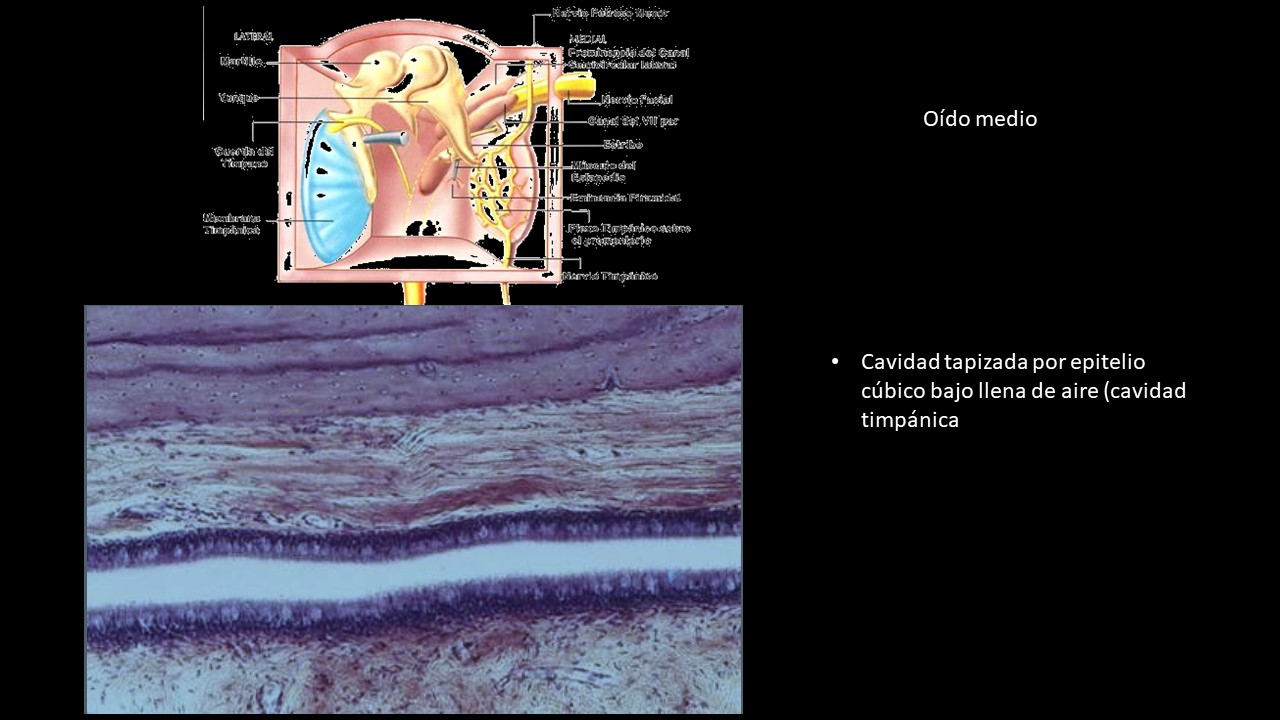 Nervio Petroso Menor
LATERAL
MEDIAL
Prominencia del Canal
Semicircular lateral
Martillo
Yunque
Nervio Facial
Canal del VII par
Estribo
Cuerda del
Tímpano
Músculo del
Estapedio
Eminencia Piramidal
Membrana
Timpánica
Plexo Timpánico sobre
el promontorio
Nervio Timpánico
Oído medio
• Cavidad tapizada por epitelio
cúbico bajo llena de aire (cavidad
timpánica